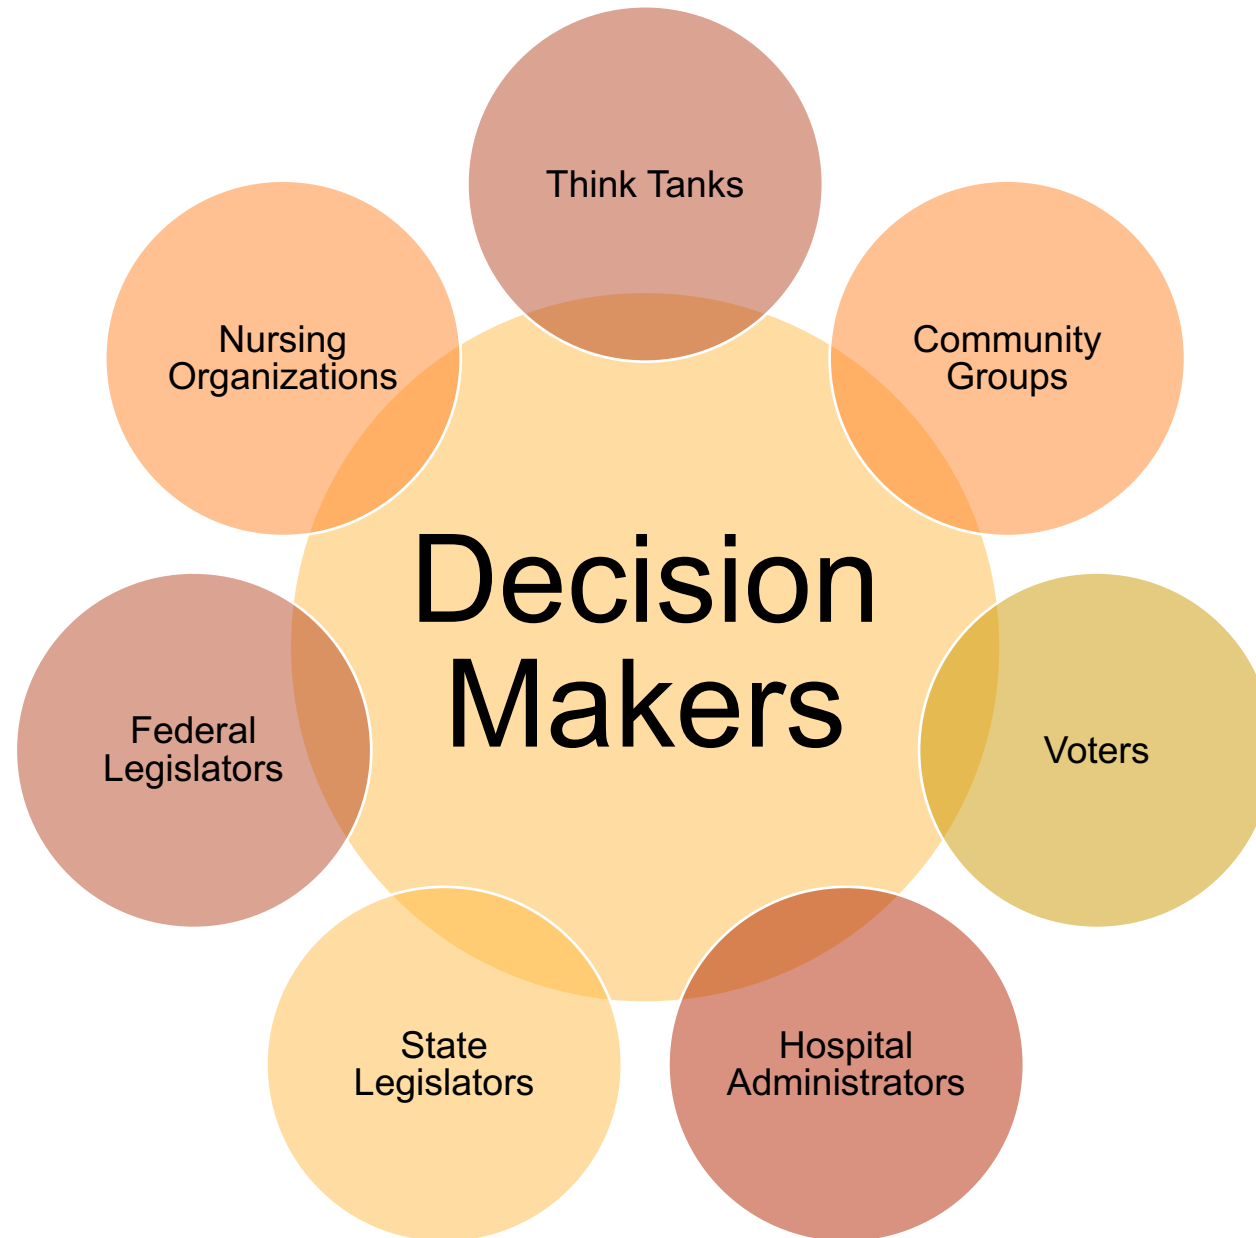 Think Tanks
Community
Groups
Voters
Hospital
Administrators
State
Legislators
Federal
Legislators
Nursing
Organizations
Decision
Makers